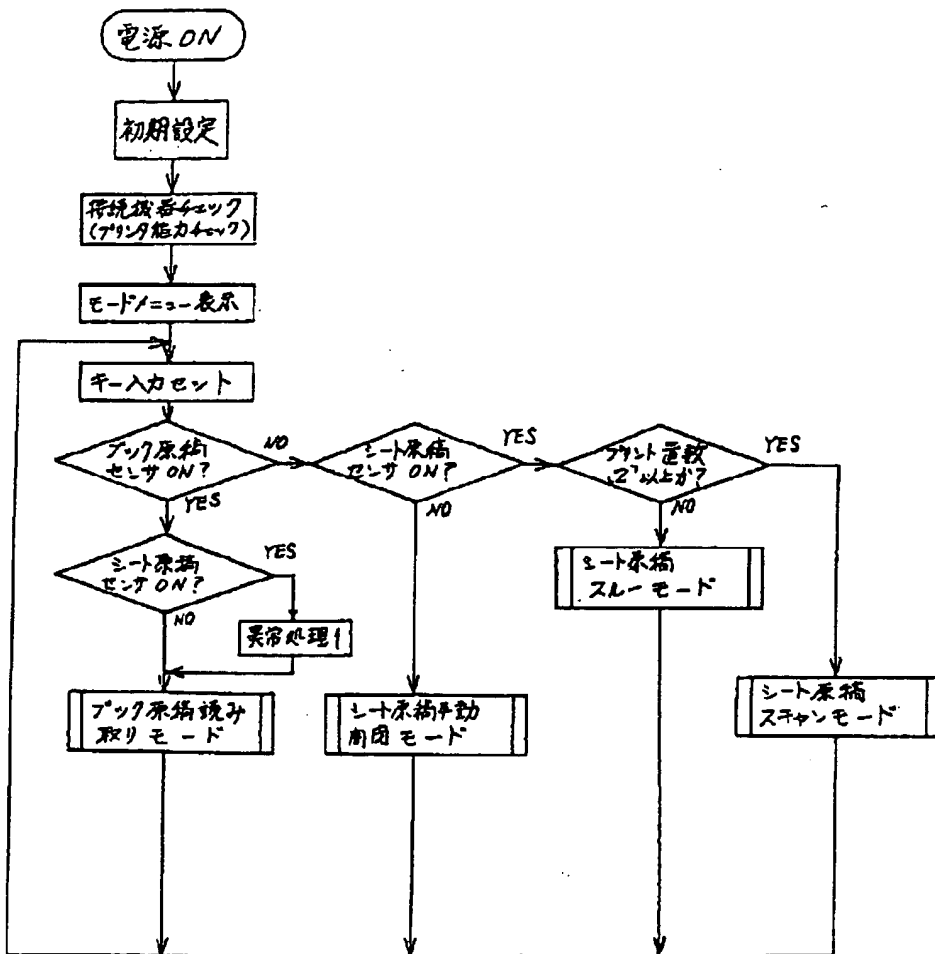 電源ON
初期設定
接続機器チェック
(プリンタ能力チェック)
モードメニュー表示
キー入力セット
ブック原稿
センサON?
NO
YES
シート原稿
センサON?
YES
NO
プリント
2以上か?
YES
NO
シート原稿
センサON?
YES
NO
異常処理1
シート原稿
スルーモード
ブック原稿読み
取りモード
シート原稿手動
モード
シート原稿
スキャンモード